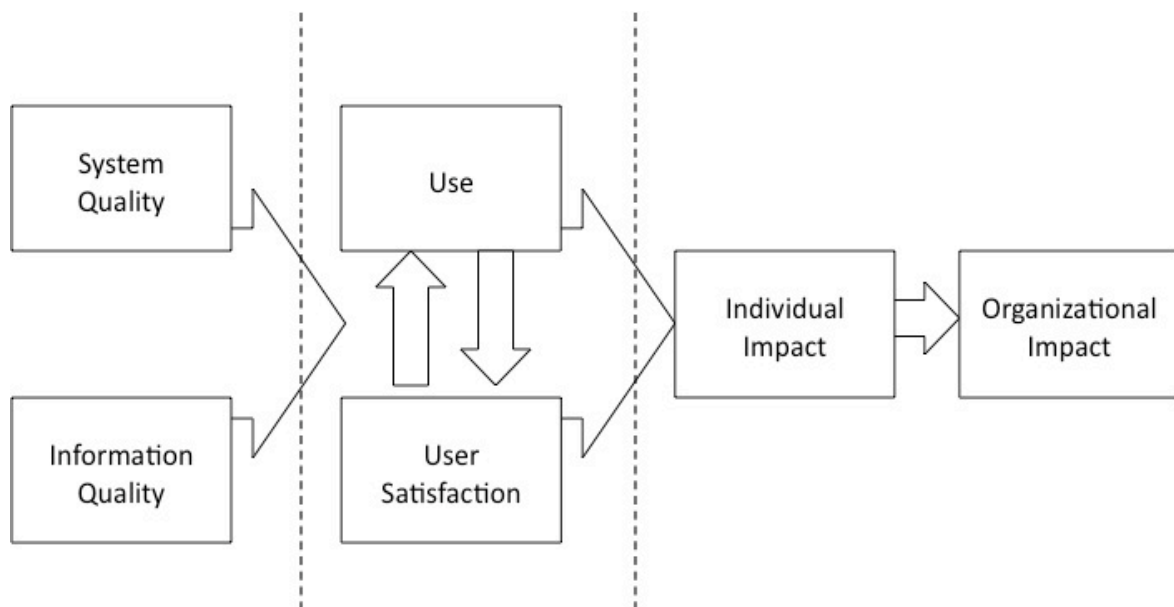 System
Quality
Use
Information
Quality
User
Satisfaction
Individual
Impact
Organizational
Impact